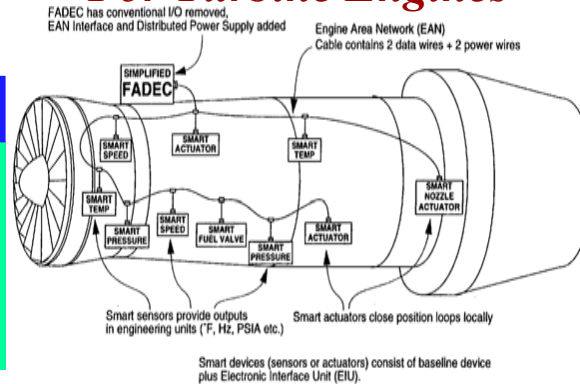 For Turbine Engines
FADEC has conventional I/O removed,
EAN Interface and Distributed Power Supply added
Engine Area Network (EAN)
Cable contains 2 data wires + 2 power wires
SIMPLIFIED
FADEC
SMART
SPEED
SMART
ACTUATOR
SMART
TEMP
SMART
TEMP
SMART
PRESSURE
SMART
SPEED
SMART
FUEL VALVE
SMART
PRESSURE
SMART
ACTUATOR
SMART
NOZZLE
ACTUATOR
Smart sensors provide outputs
in engineering units (°F, Hz, PSIA etc.)
Smart actuators close position loops locally
Smart devices (sensors or actuators) consist of baseline device
plus Electronic Interface Unit (EIU).